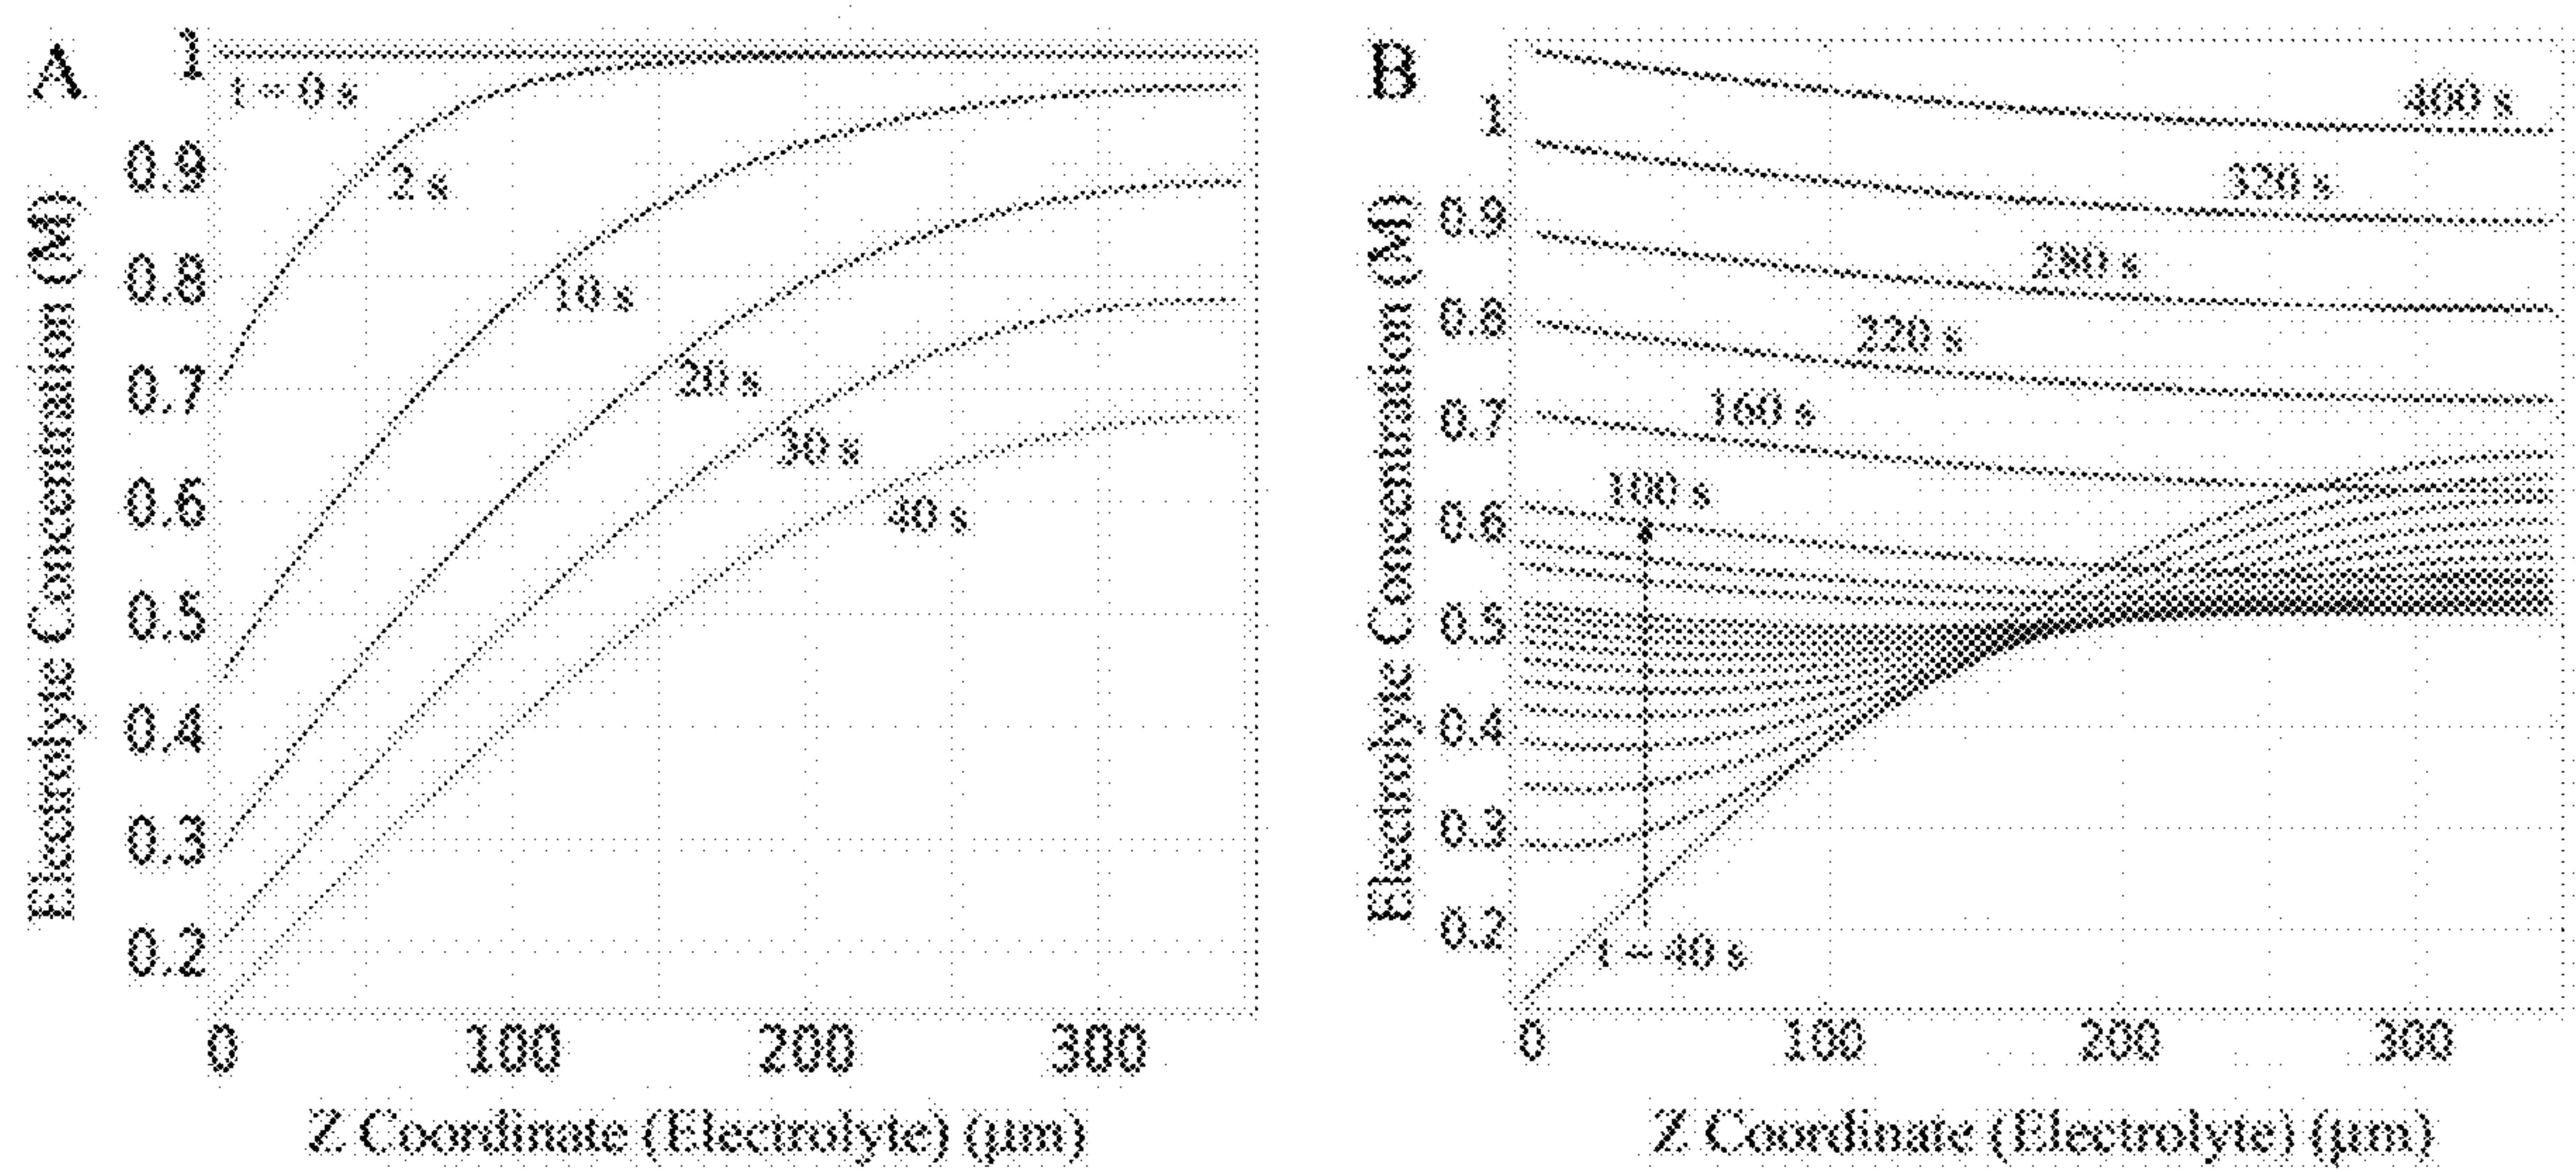 A
Electrolyte Concentration (M)
1
0.9
0.8
0.7
0.6
0.5
0.4
0.3
0.2
t = 0 s
2 s
10 s
20 s
30 s
40 s
0 100 200 300
Z Coordinate (Electrolyte) (μm)
B
Electrolyte Concentration (M)
1
0.9
0.8
0.7
0.6
0.5
0.4
0.3
0.2
400 s
320 s
280 s
220 s
160 s
100 s
t = 40 s
0 100 200 300
Z Coordinate (Electrolyte) (μm)